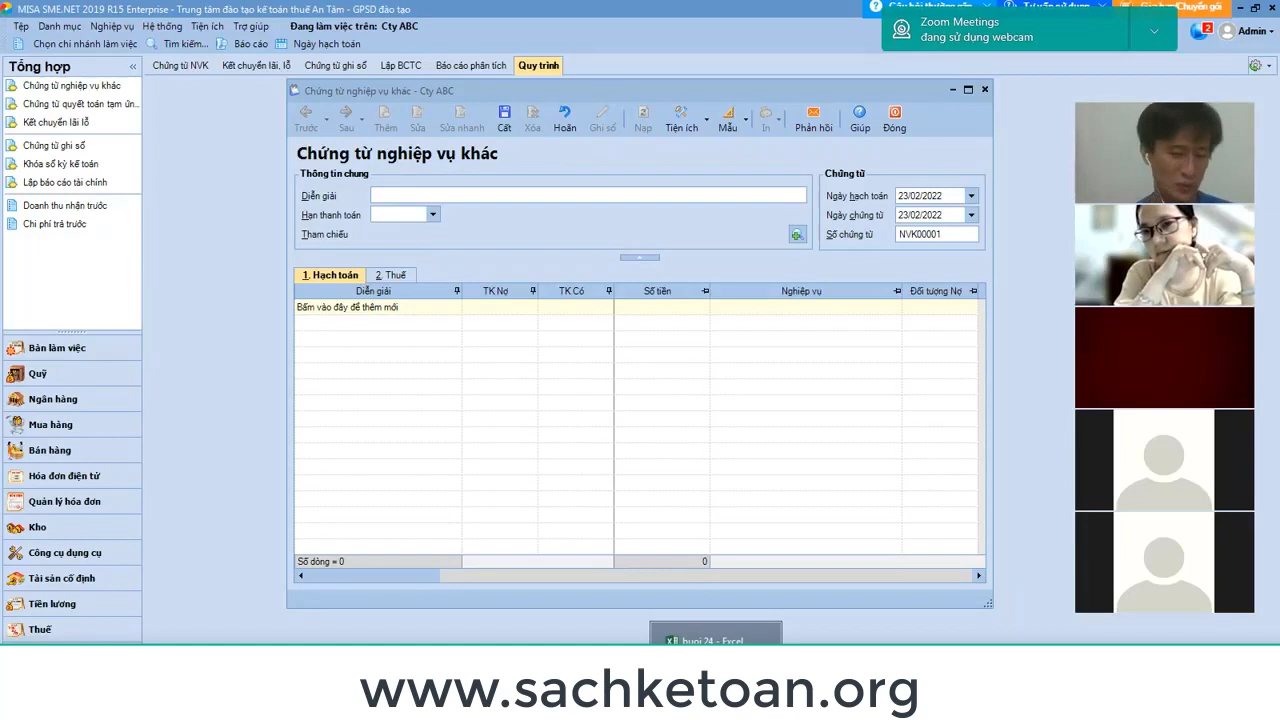 MISA SME.NET 2019 R15 Enterprise - Trung tâm đào tạo kế toán thuế An Tâm - GPSD đào tạo
Tệp Danh mục Nghiệp vụ Hệ thống Tiện ích Trợ giúp Đang làm việc trên: Cty ABC
Zoom Meetings
đang sử dụng webcam
2 Admin
Chọn chi nhánh làm việc Tìm kiếm... Báo cáo Ngày hạch toán
Tổng hợp «
Chứng từ NVK Kết chuyển lãi, lỗ Chứng từ ghi sổ Lập BCTC Báo cáo phân tích Quy trình
Chứng từ nghiệp vụ khác
Chứng từ quyết toán tạm ứn...
Kết chuyển lãi lỗ
Chứng từ ghi sổ
Khóa sổ kỳ kế toán
Lập báo cáo tài chính
Doanh thu nhận trước
Chi phí trả trước
Bàn làm việc
Quỹ
Ngân hàng
Mua hàng
Bán hàng
Hóa đơn điện tử
Quản lý hóa đơn
Kho
Công cụ dụng cụ
Tài sản cố định
Tiền lương
Thuế
Chứng từ nghiệp vụ khác - Cty ABC
Trước Sau Thêm Sửa Sửa nhanh Cất Xóa Hoãn Ghi sổ Nạp Tiện ích Mẫu In Phản hồi Giúp Đóng
Chứng từ nghiệp vụ khác
Thông tin chung Chứng từ
Diễn giải Ngày hạch toán 23/02/2022
Hạn thanh toán Ngày chứng từ 23/02/2022
Tham chiếu Số chứng từ NVK00001
1. Hạch toán 2. Thuế
Diễn giải TK Nợ TK Có Số tiền Nghiệp vụ Đối tượng Nợ
Bấm vào đây để thêm mới
Số dòng = 0 0
buoi 24 - Excel
www.sachketoan.org